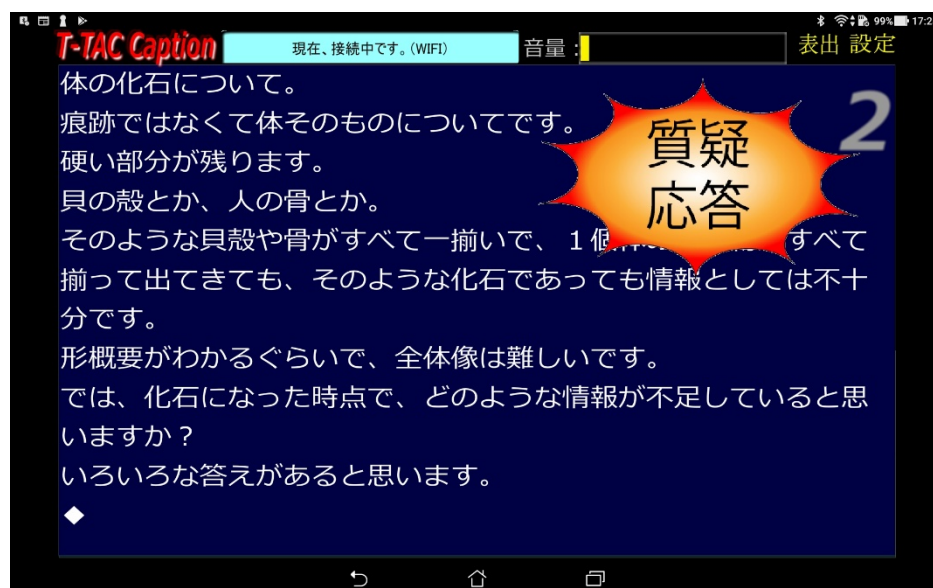 99% 17:2
T-TAC Caption
現在、接続中です。(WIFI)
音量:
表出 設定
2
質疑
応答
体の化石について。
痕跡ではなくて体そのものについてです。
硬い部分が残ります。
貝の殻とか、人の骨とか。
そのような貝殻や骨がすべて一揃いで、1個 すべて
揃って出てきても、そのような化石であっても情報としては不十
分です。
形概要がわかるぐらいで、全体像は難しいです。
では、化石になった時点で、どのような情報が不足していると思
いますか?
いろいろな答えがあると思います。